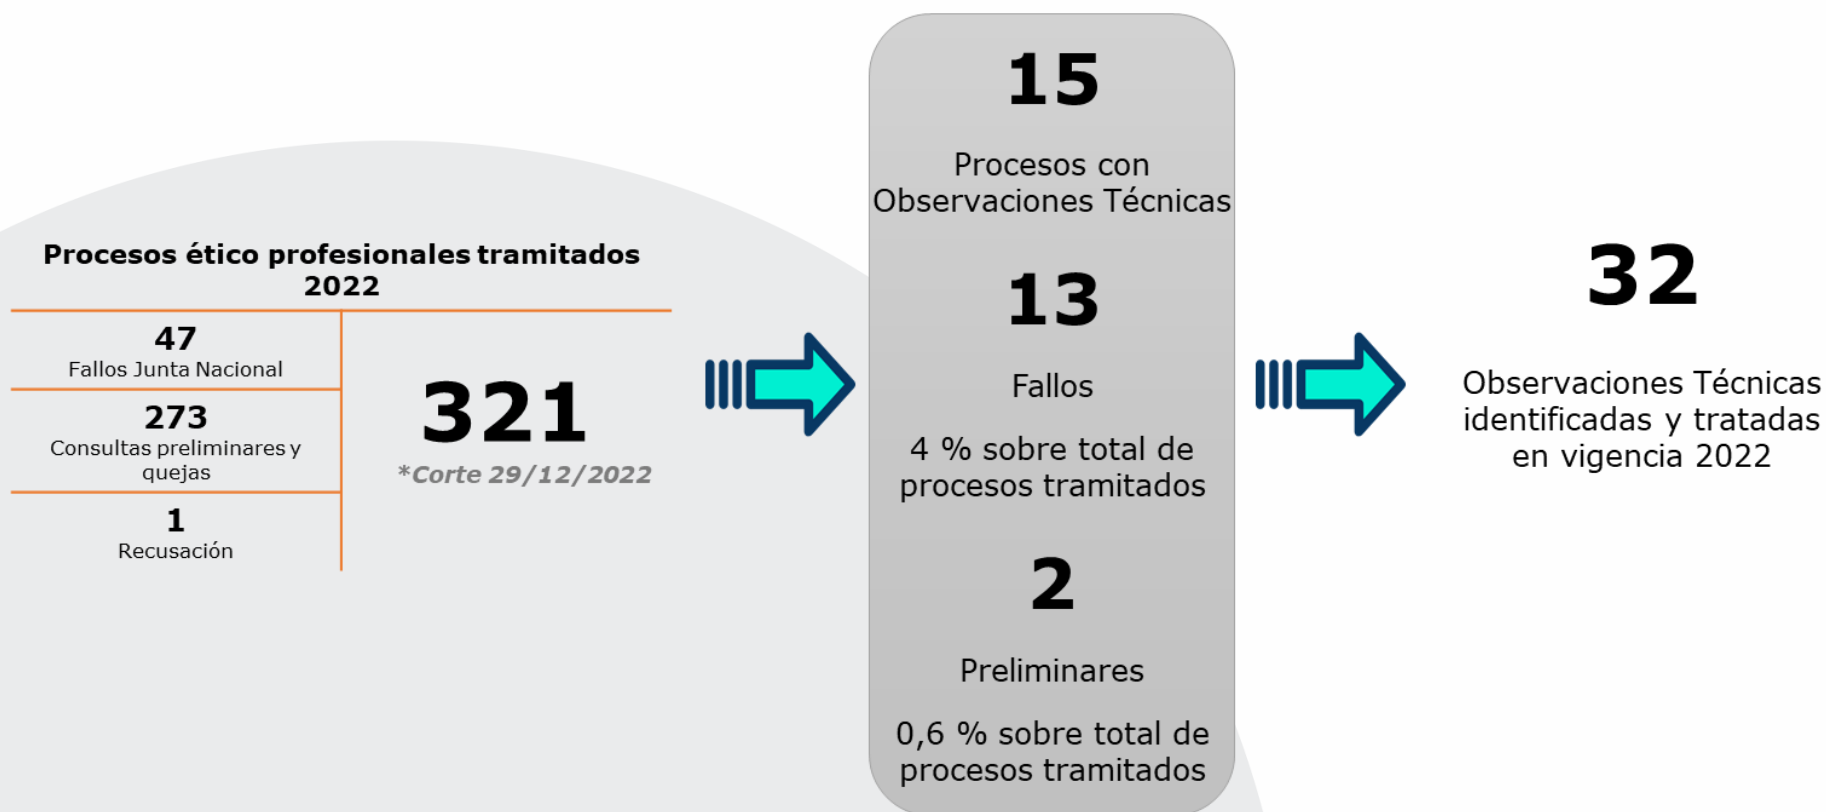 Procesos ético profesionales tramitados
2022
47
Fallos Junta Nacional
273
Consultas preliminares y
quejas
1
Recusación
321
*Corte 29/12/2022
15
Procesos con
Observaciones Técnicas
13
Fallos
4 % sobre total de
procesos tramitados
2
Preliminares
0,6 % sobre total de
procesos tramitados
32
Observaciones Técnicas
identificadas y tratadas
en vigencia 2022